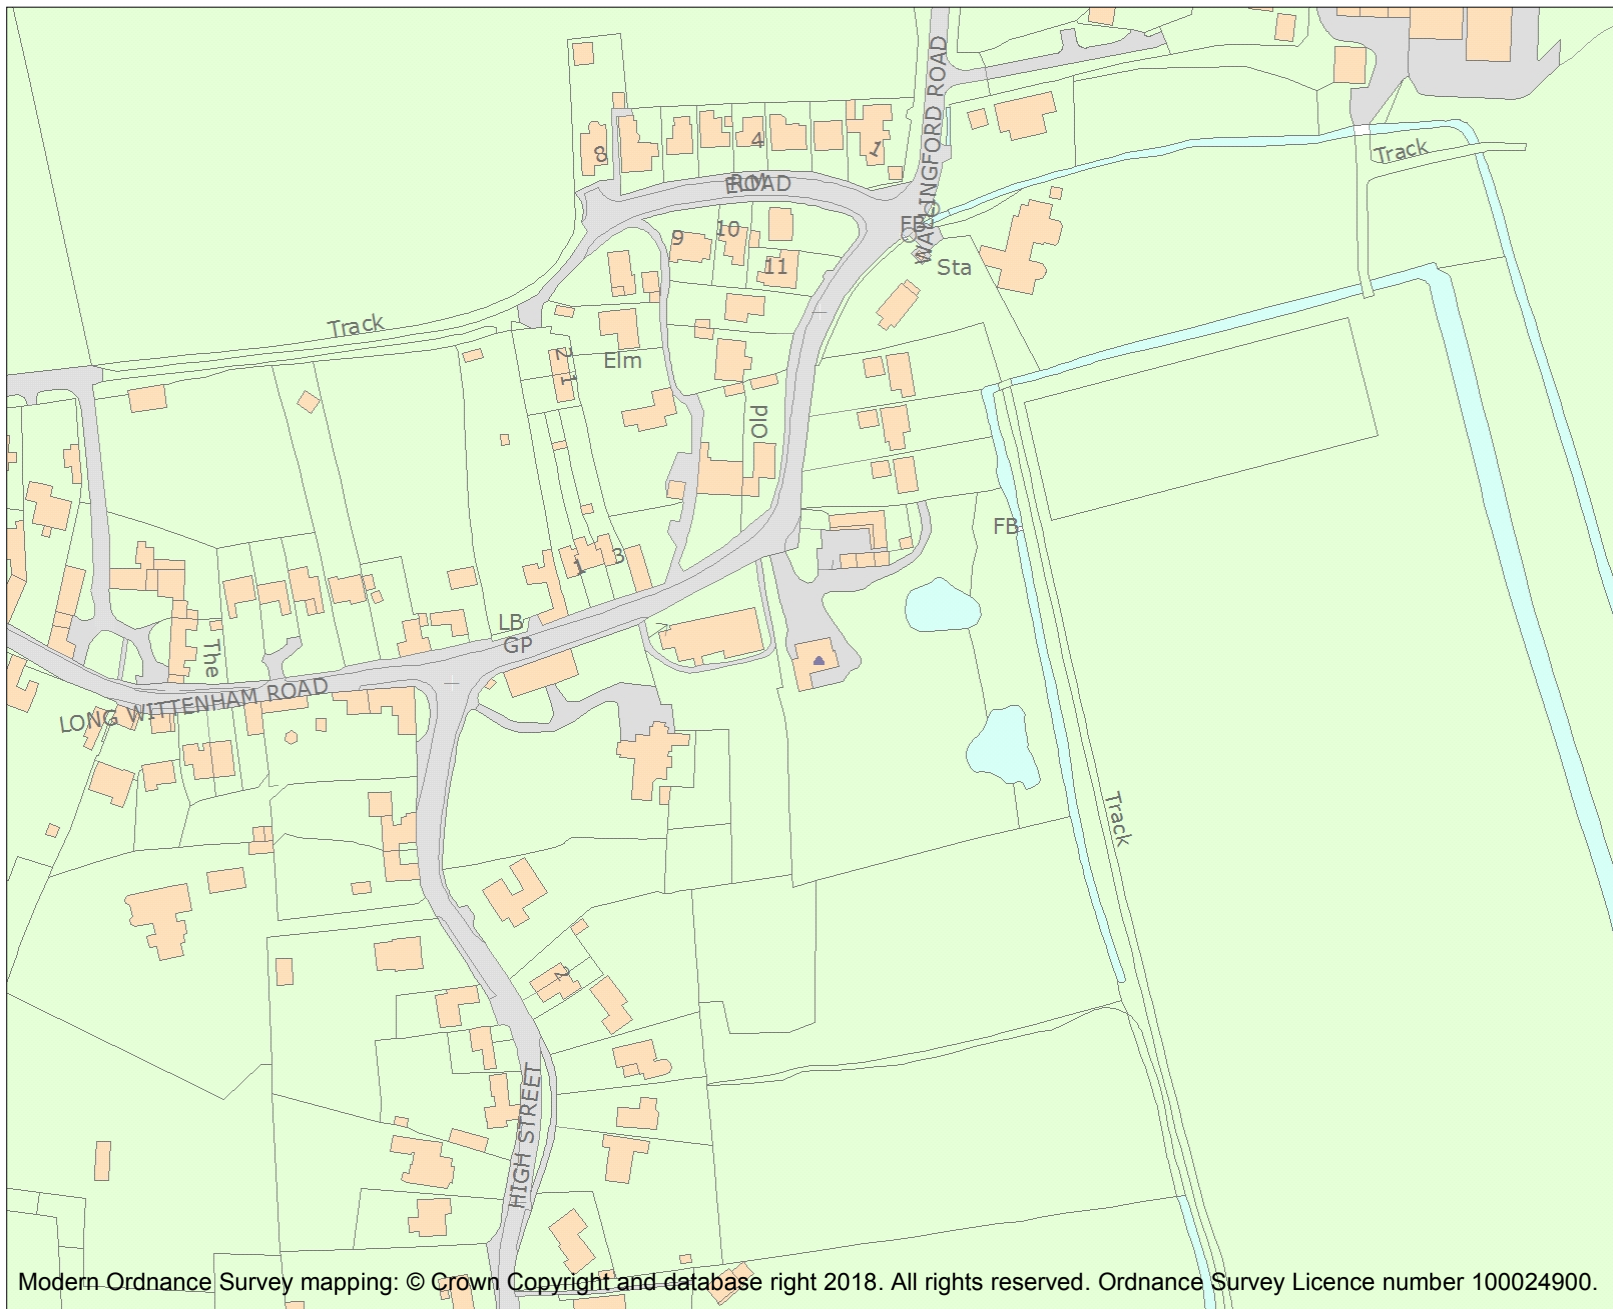 WALLINGFORD ROAD
Track
8
4
1
ELM
ROAD
FB
9
10
11
Sta
Track
Elm
2
1
Old
FB
1
3
LB
GP
The
LONG WITTENHAM ROAD
Track
2
HIGH STREET
Modern Ordnance Survey mapping: © Crown Copyright and database right 2018. All rights reserved. Ordnance Survey Licence number 100024900.